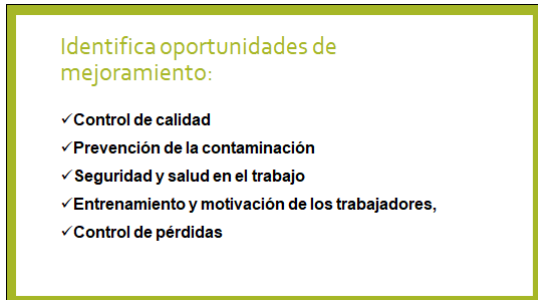 Identifica oportunidades de
mejoramiento:
✓Control de calidad
✓Prevención de la contaminación
✓Seguridad y salud en el trabajo
✓Entrenamiento y motivación de los trabajadores,
✓Control de pérdidas